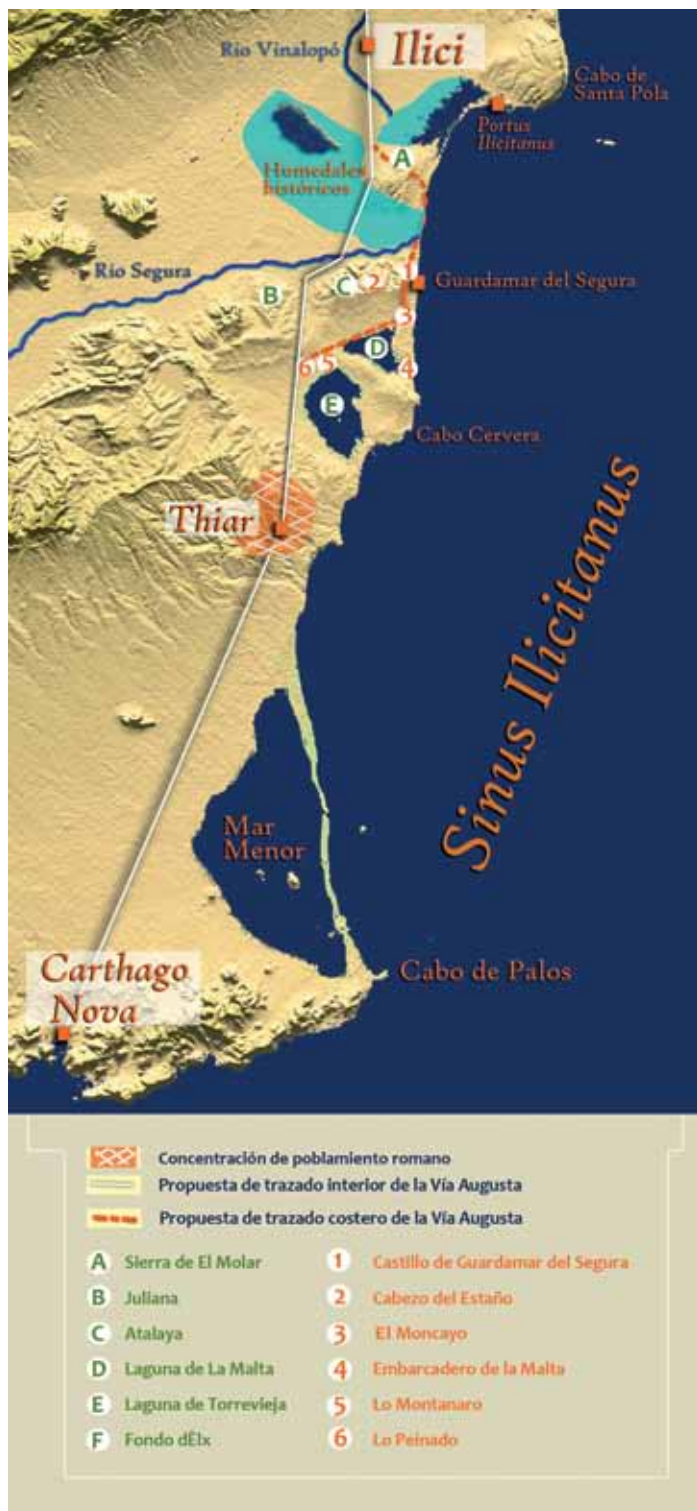 Río Vinalopó
Ilici
Cabo de
Santa Pola
Portus
Ilicitanus
A
Humedales
históricos
Río Segura
B
C
2
1
Guardamar del Segura
3
D
6
5
4
E
Cabo Cervera
Thiar
Sinus Ilicitanus
Mar
Menor
Cabo de Palos
Carthago
Nova
Concentración de poblamiento romano
Propuesta de trazado interior de la Vía Augusta
Propuesta de trazado costero de la Vía Augusta
A Sierra de El Molar
B Juliana
C Atalaya
D Laguna de La Malta
E Laguna de Torrevieja
F Fondo dÈlx
1 Castillo de Guardamar del Segura
2 Cabezo del Estaño
3 El Moncayo
4 Embarcadero de la Malta
5 Lo Montanaro
6 Lo Peinado